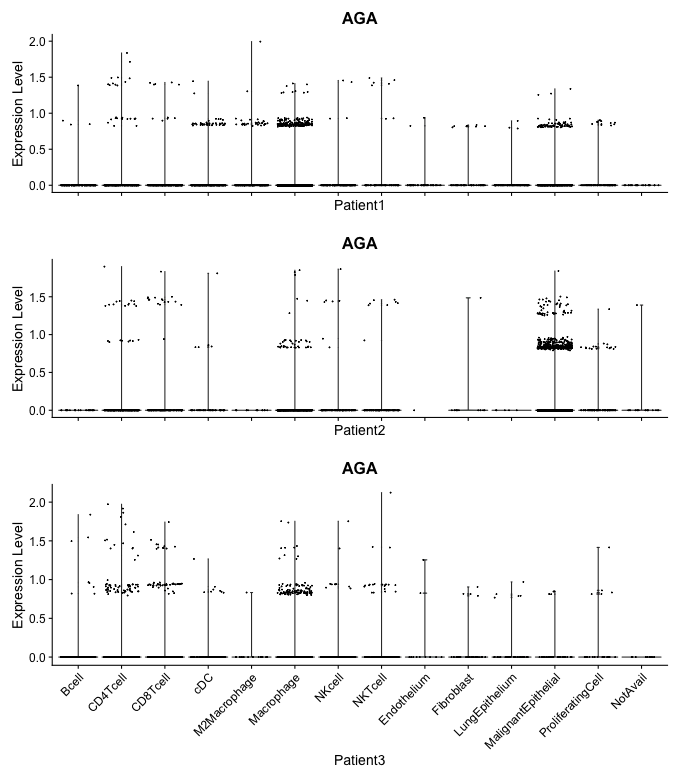 AGA
Expression Level
2.0
1.5
1.0
0.5
0.0
Patient1
AGA
Expression Level
1.5
1.0
0.5
0.0
Patient2
AGA
Expression Level
2.0
1.5
1.0
0.5
0.0
Bcell
CD4Tcell
CD8Tcell
cDC
M2Macrophage
Macrophage
NKcell
NKTcell
Endothelium
Fibroblast
LungEpithelium
MalignantEpithelial
ProliferatingCell
NotAvail
Patient3